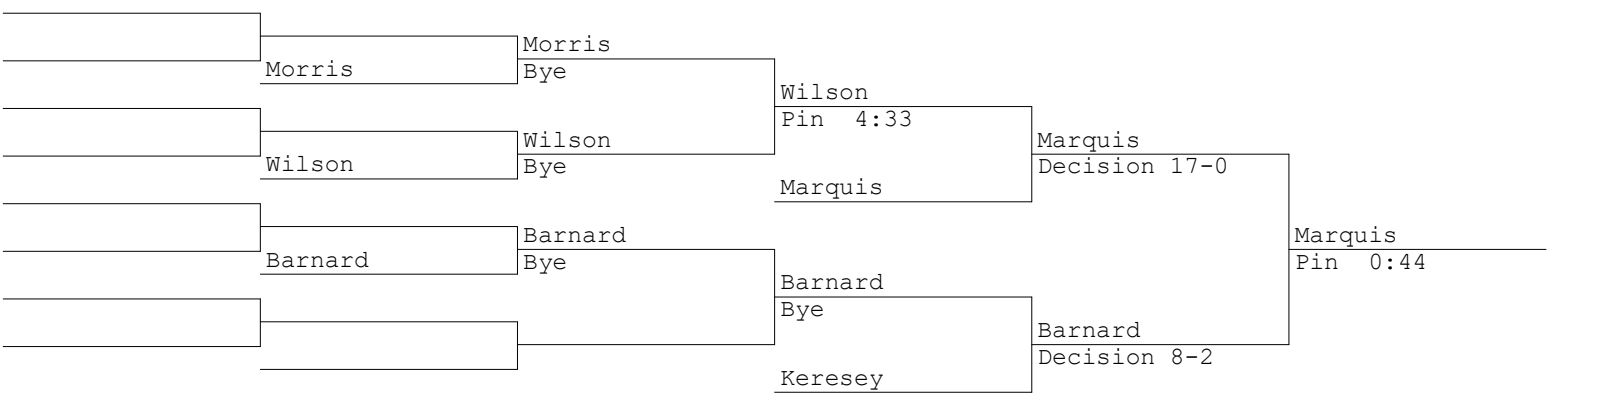 Morris
Morris
Bye
Wilson
Pin  4:33
Wilson
Wilson
Bye
Marquis
Decision 17-0
Marquis
Barnard
Barnard
Bye
Marquis
Pin  0:44
Barnard
Bye
Barnard
Decision 8-2
Keresey